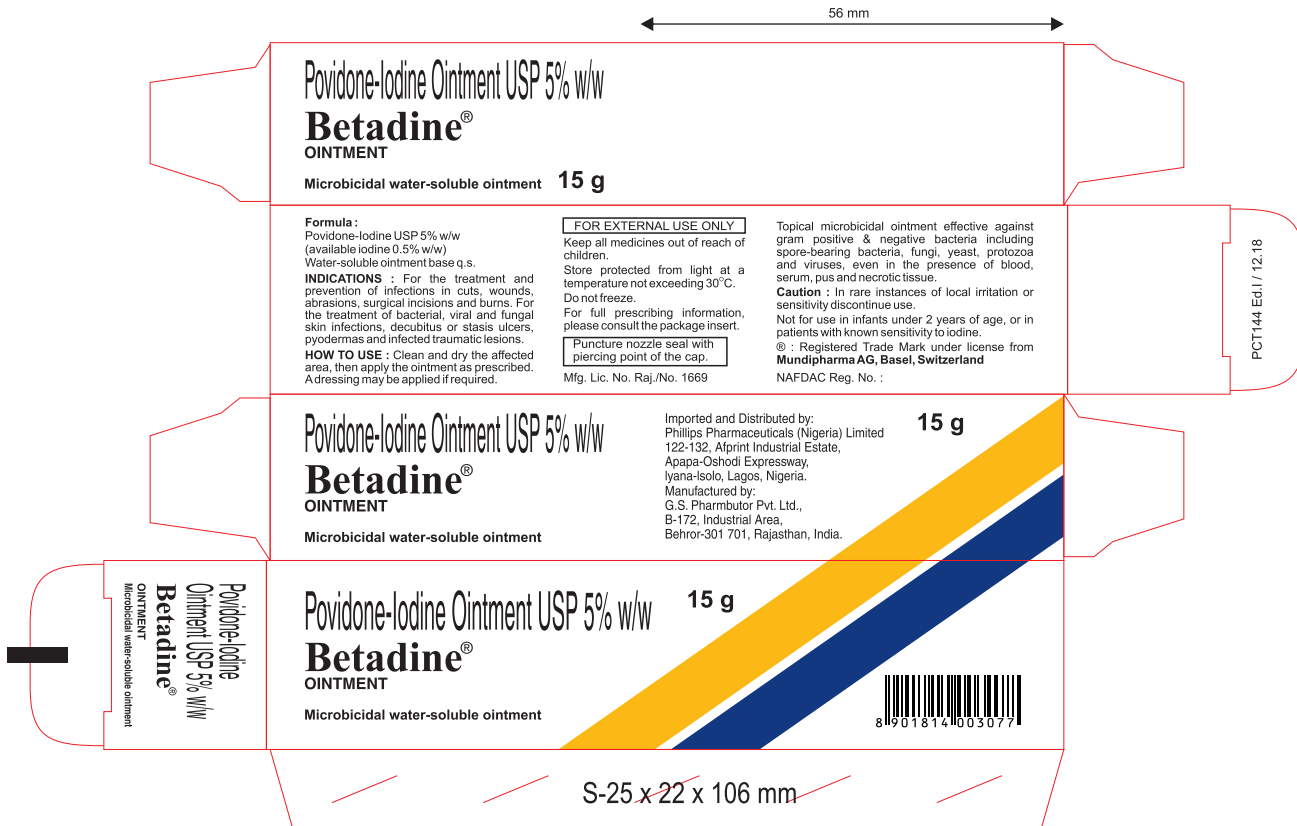 56 mm
Povidone-Iodine Ointment USP 5% w/w
Betadine®
OINTMENT
Microbicidal water-soluble ointment 15 g
Formula :
Povidone-Iodine USP 5% w/w
(available iodine 0.5% w/w)
Water-soluble ointment base q.s.
INDICATIONS : For the treatment and
prevention of infections in cuts, wounds,
abrasions, surgical incisions and burns. For
the treatment of bacterial, viral and fungal
skin infections, decubitus or stasis ulcers,
pyodermas and infected traumatic lesions.
HOW TO USE : Clean and dry the affected
area, then apply the ointment as prescribed.
A dressing may be applied if required.
FOR EXTERNAL USE ONLY
Keep all medicines out of reach of
children.
Store protected from light at a
temperature not exceeding 30°C.
Do not freeze.
For full prescribing information,
please consult the package insert.
Puncture nozzle seal with
piercing point of the cap.
Mfg. Lic. No. Raj./No. 1669
Topical microbicidal ointment effective against
gram positive & negative bacteria including
spore-bearing bacteria, fungi, yeast, protozoa
and viruses, even in the presence of blood,
serum, pus and necrotic tissue.
Caution : In rare instances of local irritation or
sensitivity discontinue use.
Not for use in infants under 2 years of age, or in
patients with known sensitivity to iodine.
® : Registered Trade Mark under license from
Mundipharma AG, Basel, Switzerland
NAFDAC Reg. No. :
PCT144 Ed.I / 12.18
Povidone-Iodine Ointment USP 5% w/w
Betadine®
OINTMENT
Microbicidal water-soluble ointment
Imported and Distributed by:
Phillips Pharmaceuticals (Nigeria) Limited
122-132, Afprint Industrial Estate,
Apapa-Oshodi Expressway,
Iyana-Isolo, Lagos, Nigeria.
Manufactured by:
G.S. Pharmbutor Pvt. Ltd.,
B-172, Industrial Area,
Behror-301 701, Rajasthan, India.
15 g
Povidone-Iodine
Ointment USP 5% w/w
Betadine®
OINTMENT
Microbicidal water-soluble ointment
Povidone-Iodine Ointment USP 5% w/w
15 g
Betadine®
OINTMENT
Microbicidal water-soluble ointment
8 901814 003077
S-25 x 22 x 106 mm